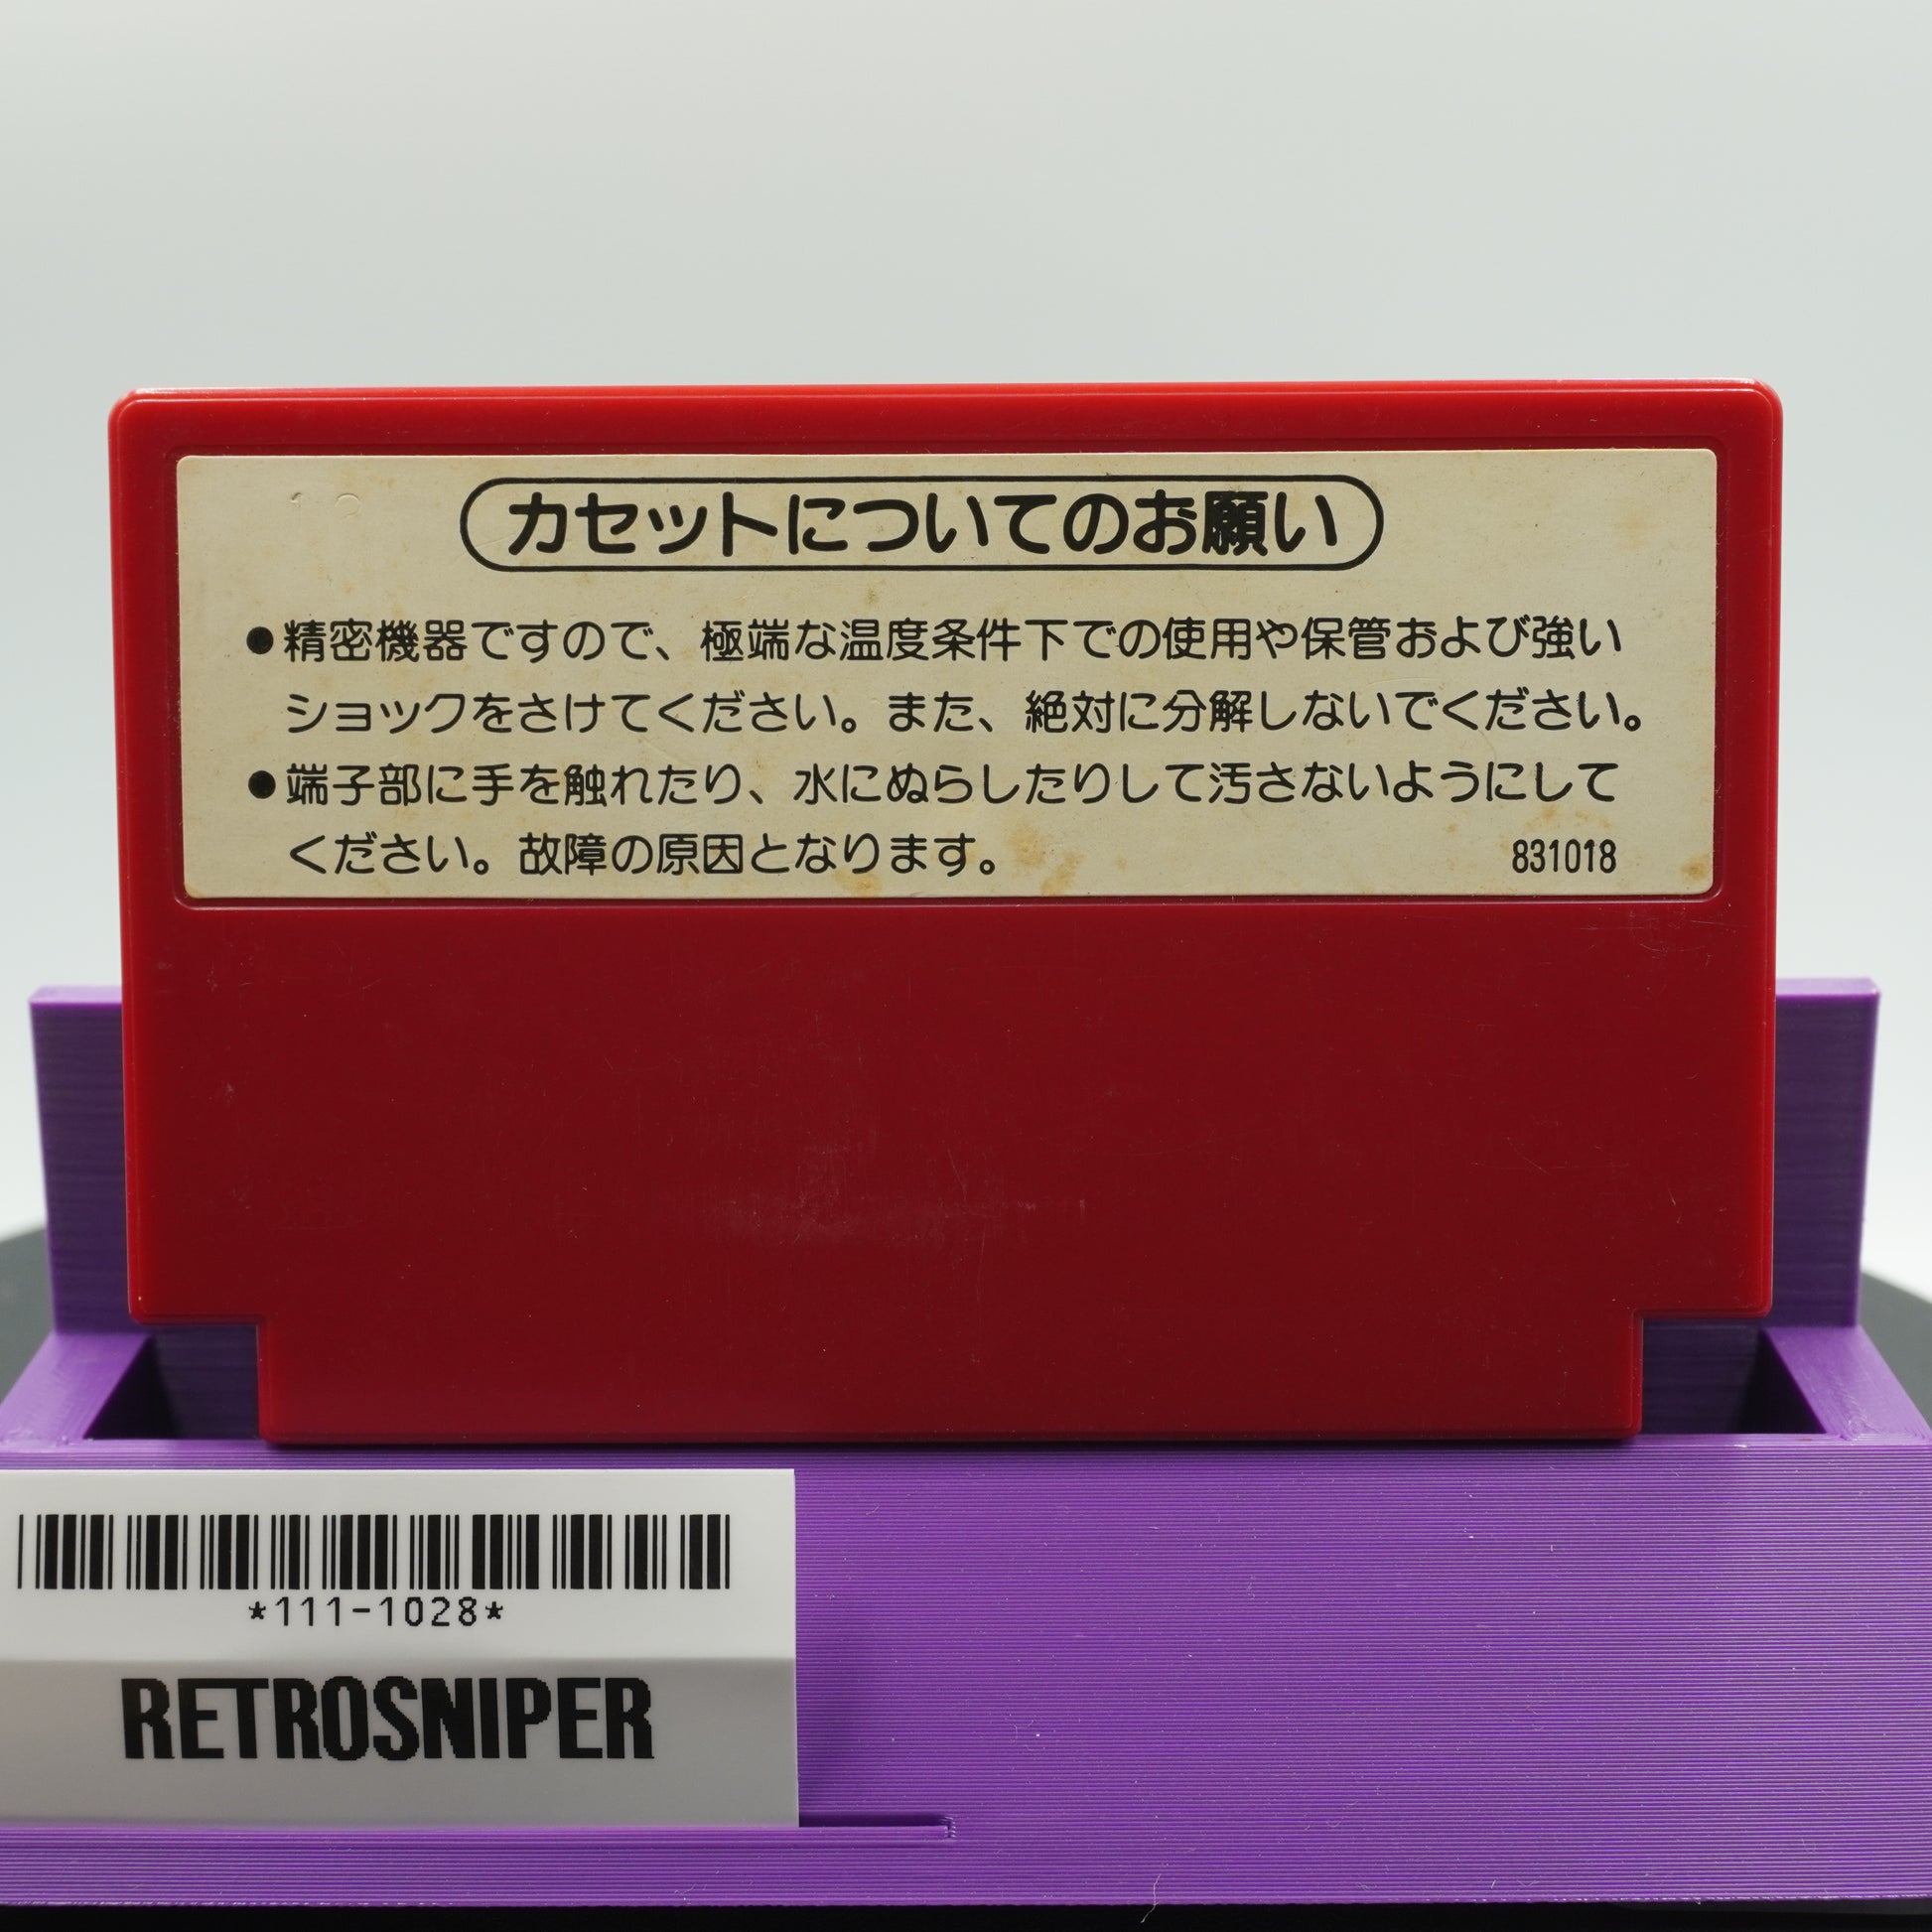 カセットについてのお願い
●精密機器ですので、極端な温度条件下での使用や保管および強い
ショックをさけてください。また、絶対に分解しないでください。
●端子部に手を触れたり、水にぬらしたりして汚さないようにして
ください。故障の原因となります。 831018
*111-1028*
RETROSNIPER